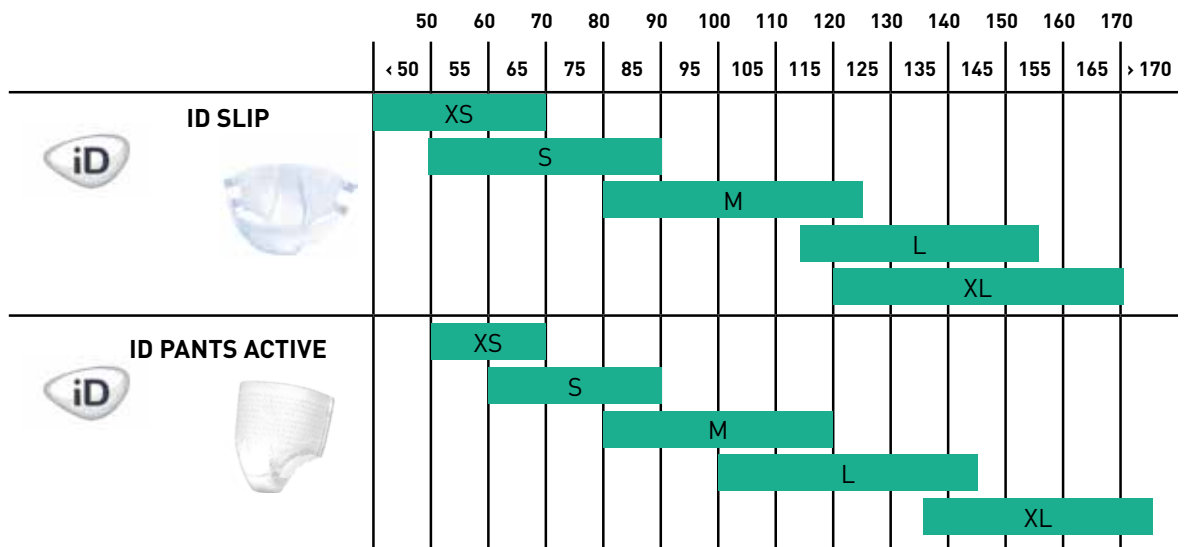 50 60 70 80 90 100 110 120 130 140 150 160 170
‹ 50 55 65 75 85 95 105 115 125 135 145 155 165 › 170
ID SLIP
XS
iD
S
M
L
XL
ID PANTS ACTIVE
XS
iD
S
M
L
XL